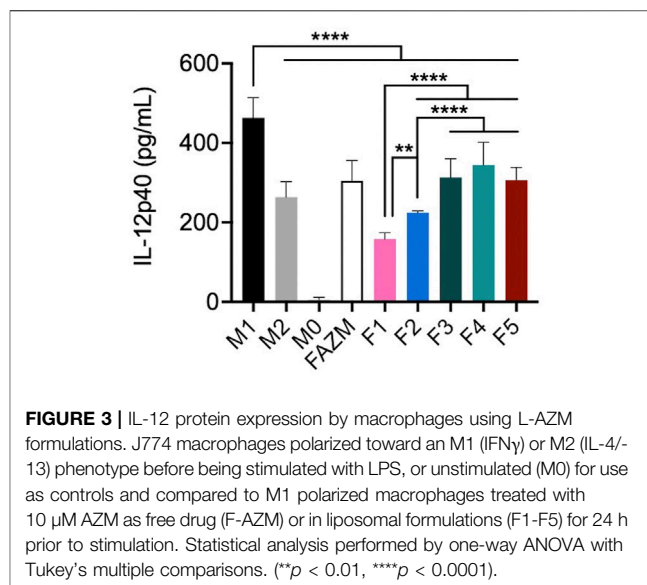 ****
600
****
400
****
**
200
0
IL-12p40 (pg/mL)
M1 M2 M0 FAZM F1 F2 F3 F4 F5
FIGURE 3 | IL-12 protein expression by macrophages using L-AZM
formulations. J774 macrophages polarized toward an M1 (IFNγ) or M2 (IL-4/-
13) phenotype before being stimulated with LPS, or unstimulated (M0) for use
as controls and compared to M1 polarized macrophages treated with
10 μM AZM as free drug (F-AZM) or in liposomal formulations (F1-F5) for 24 h
prior to stimulation. Statistical analysis performed by one-way ANOVA with
Tukey's multiple comparisons. (**p < 0.01, ****p < 0.0001).